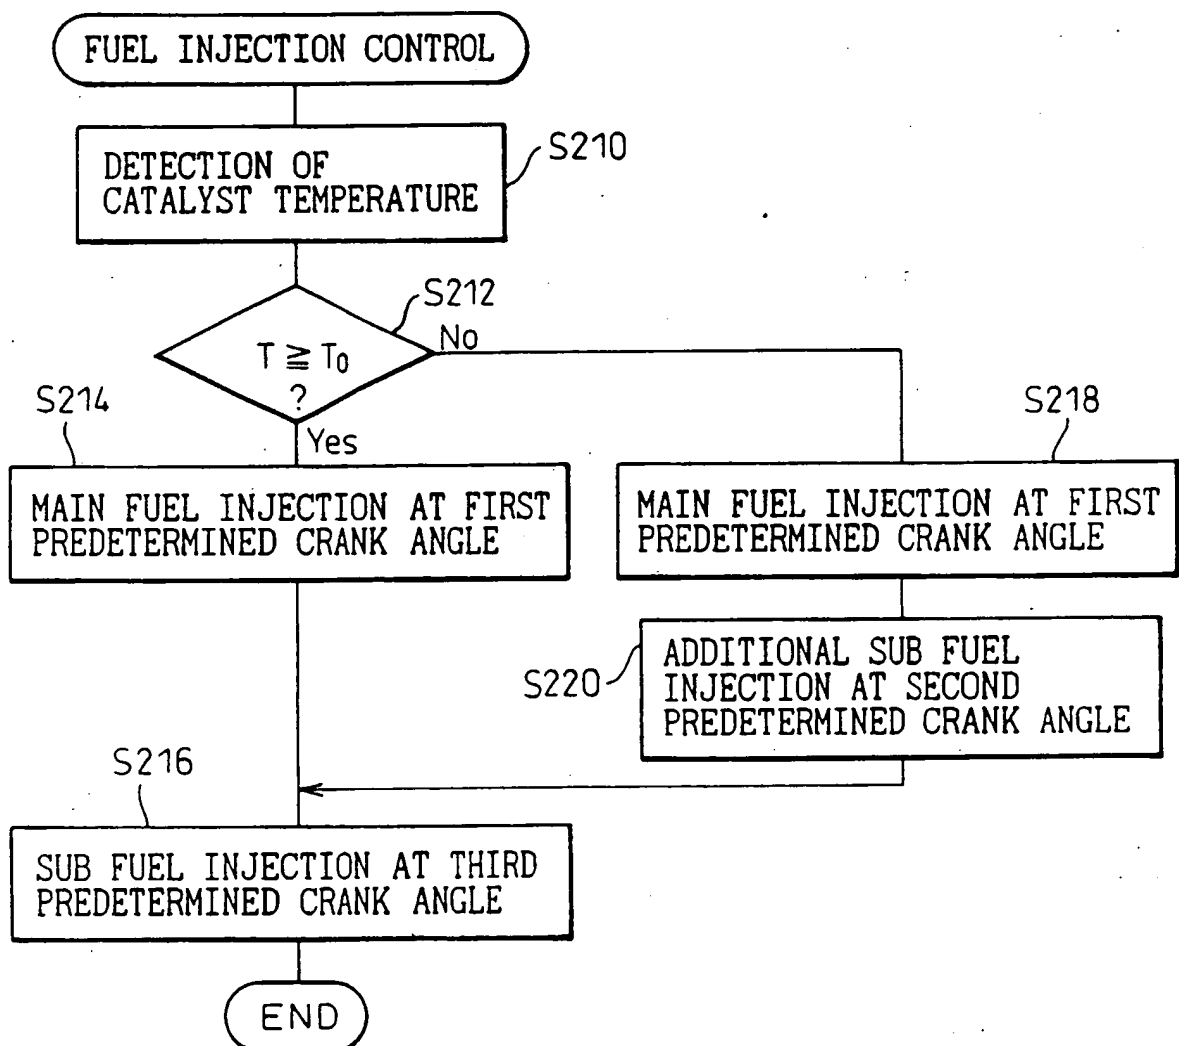 FUEL INJECTION CONTROL
DETECTION OF
CATALYST TEMPERATURE
S210
S212
T ≧ T0
?
No
Yes
S214
MAIN FUEL INJECTION AT FIRST
PREDETERMINED CRANK ANGLE
S218
MAIN FUEL INJECTION AT FIRST
PREDETERMINED CRANK ANGLE
S220
ADDITIONAL SUB FUEL
INJECTION AT SECOND
PREDETERMINED CRANK ANGLE
S216
SUB FUEL INJECTION AT THIRD
PREDETERMINED CRANK ANGLE
END